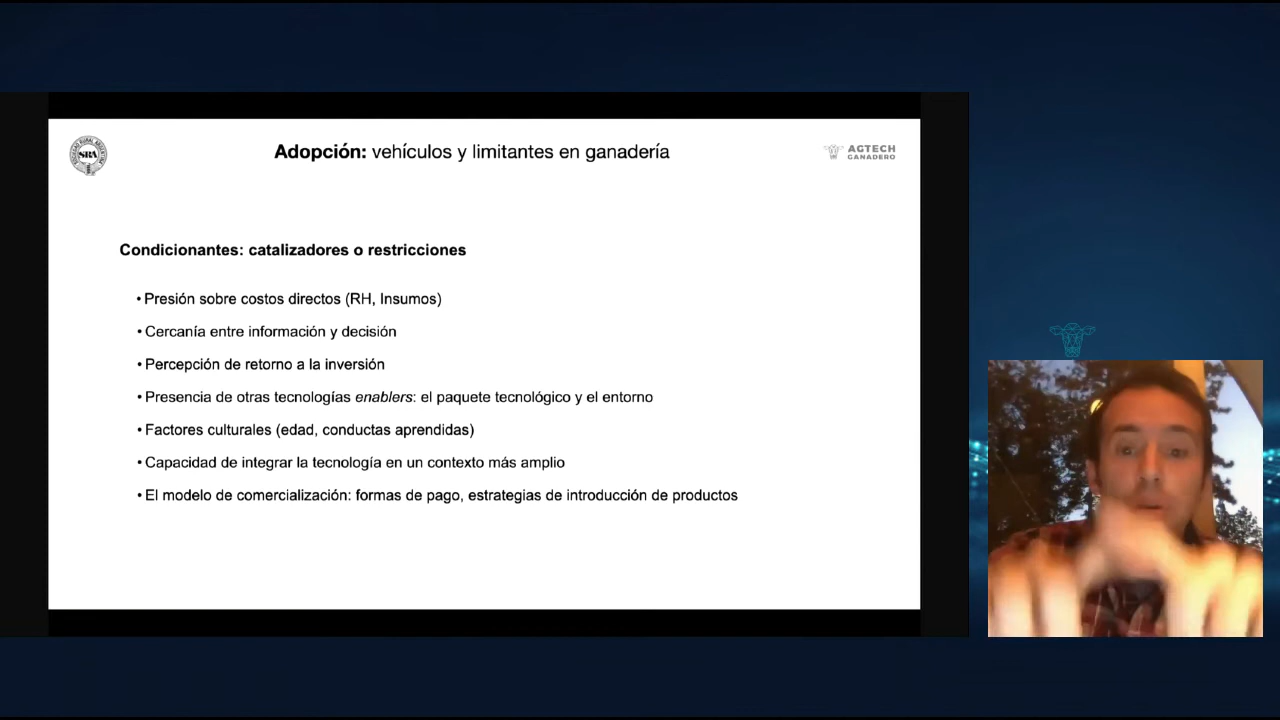 SRA
Adopción: vehículos y limitantes en ganadería
AGTECH
GANADERO
Condicionantes: catalizadores o restricciones
• Presión sobre costos directos (RH, Insumos)
• Cercanía entre información y decisión
• Percepción de retorno a la inversión
• Presencia de otras tecnologías enablers: el paquete tecnológico y el entorno
• Factores culturales (edad, conductas aprendidas)
• Capacidad de integrar la tecnología en un contexto más amplio
• El modelo de comercialización: formas de pago, estrategias de introducción de productos